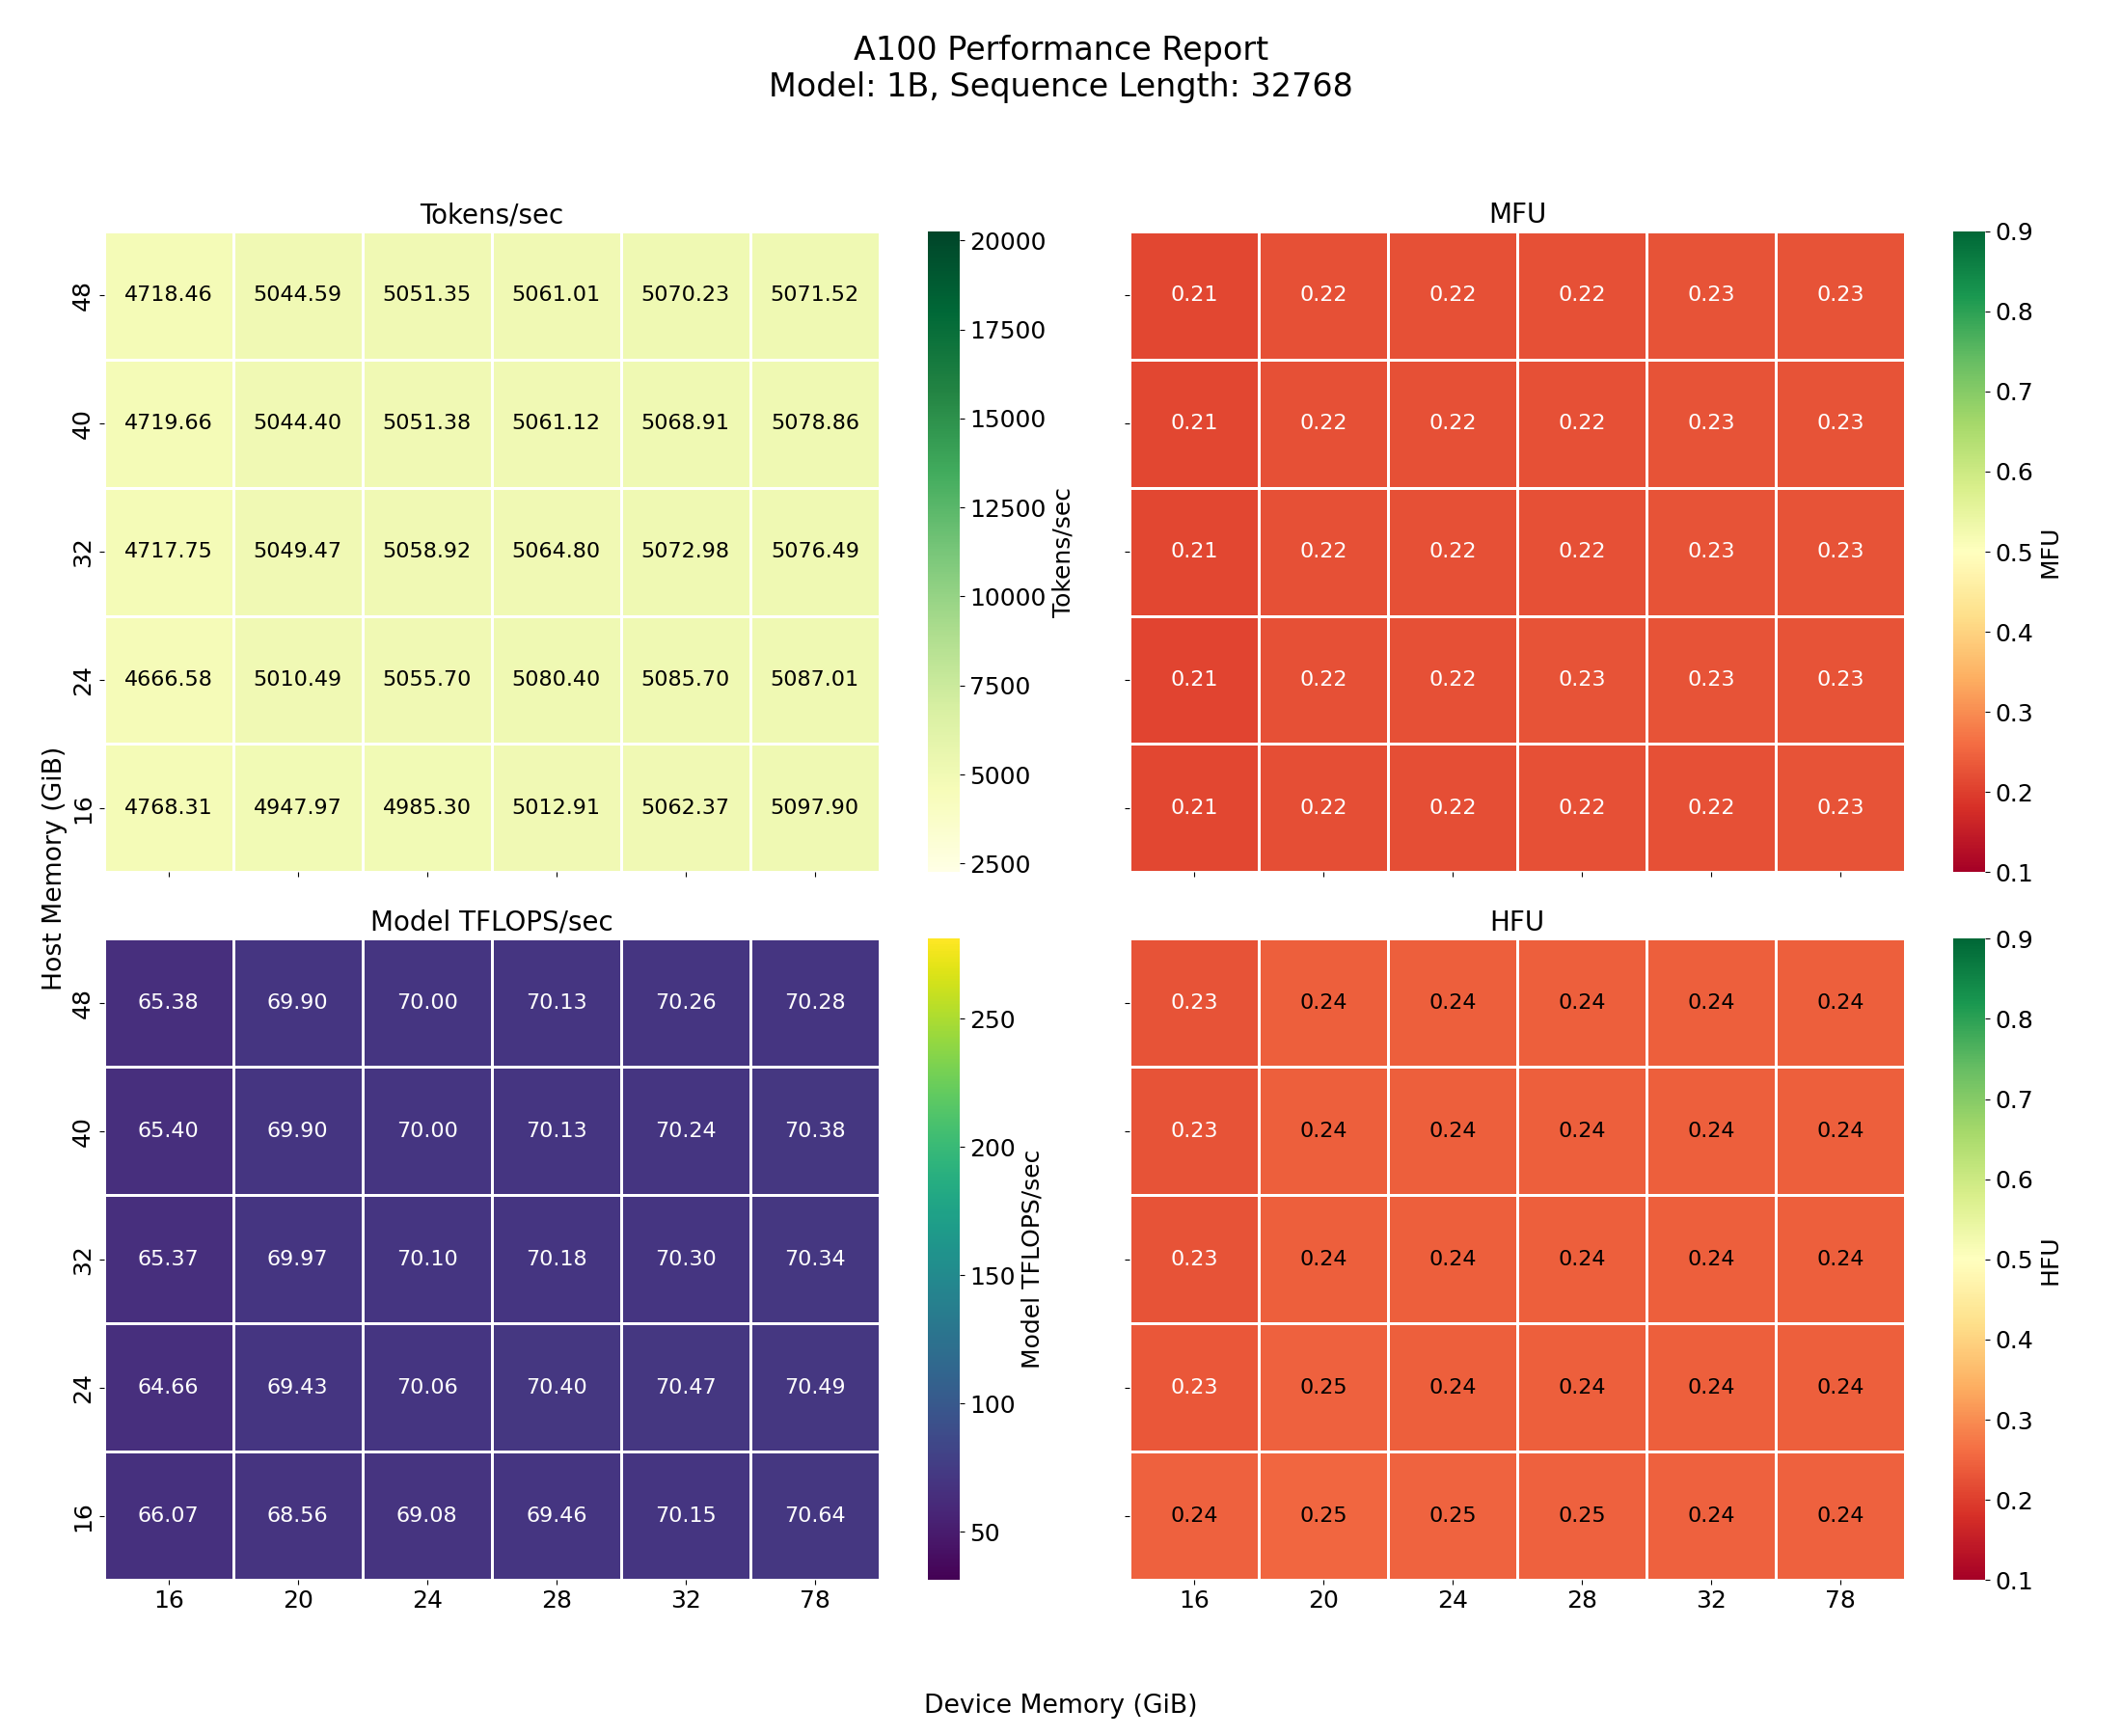 A100 Performance Report
Model: 1B, Sequence Length: 32768
Tokens/sec
48 4718.46 5044.59 5051.35 5061.01 5070.23 5071.52
40 4719.66 5044.40 5051.38 5061.12 5068.91 5078.86
32 4717.75 5049.47 5058.92 5064.80 5072.98 5076.49
24 4666.58 5010.49 5055.70 5080.40 5085.70 5087.01
16 4768.31 4947.97 4985.30 5012.91 5062.37 5097.90
20000
17500
15000
12500
10000
7500
5000
2500
Tokens/sec
MFU
0.21 0.22 0.22 0.22 0.23 0.23
0.21 0.22 0.22 0.22 0.23 0.23
0.21 0.22 0.22 0.22 0.23 0.23
0.21 0.22 0.22 0.23 0.23 0.23
0.21 0.22 0.22 0.22 0.22 0.23
0.9
0.8
0.7
0.6
0.5
0.4
0.3
0.2
0.1
MFU
Host Memory (GiB)
Model TFLOPS/sec
48 65.38 69.90 70.00 70.13 70.26 70.28
40 65.40 69.90 70.00 70.13 70.24 70.38
32 65.37 69.97 70.10 70.18 70.30 70.34
24 64.66 69.43 70.06 70.40 70.47 70.49
16 66.07 68.56 69.08 69.46 70.15 70.64
16 20 24 28 32 78
250
200
150
100
50
Model TFLOPS/sec
HFU
0.23 0.24 0.24 0.24 0.24 0.24
0.23 0.24 0.24 0.24 0.24 0.24
0.23 0.24 0.24 0.24 0.24 0.24
0.23 0.25 0.24 0.24 0.24 0.24
0.24 0.25 0.25 0.25 0.24 0.24
16 20 24 28 32 78
0.9
0.8
0.7
0.6
0.5
0.4
0.3
0.2
0.1
HFU
Device Memory (GiB)